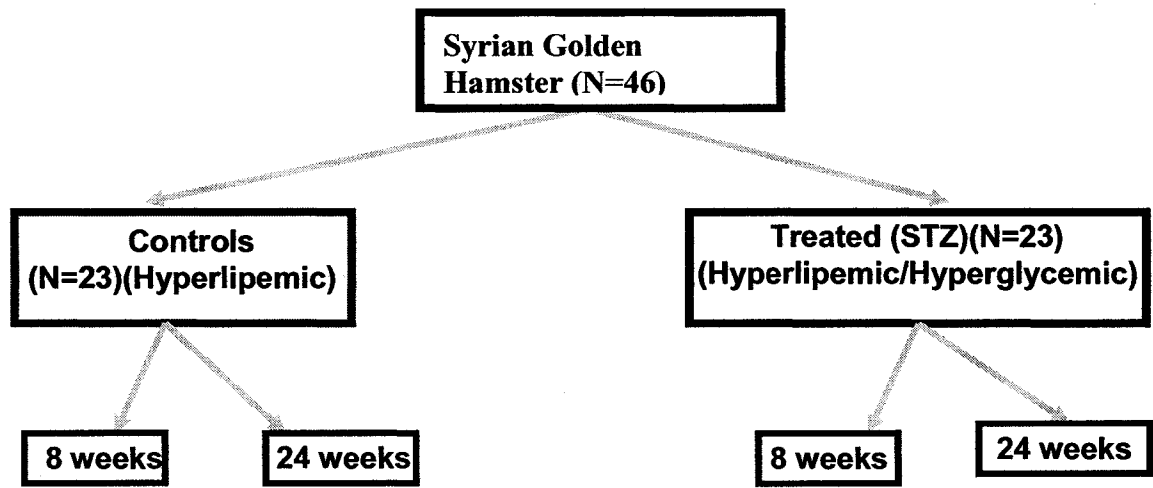 Syrian Golden
Hamster (N=46)
Controls
(N=23)(Hyperlipemic)
Treated (STZ)(N=23)
(Hyperlipemic/Hyperglycemic)
8 weeks
24 weeks
8 weeks
24 weeks